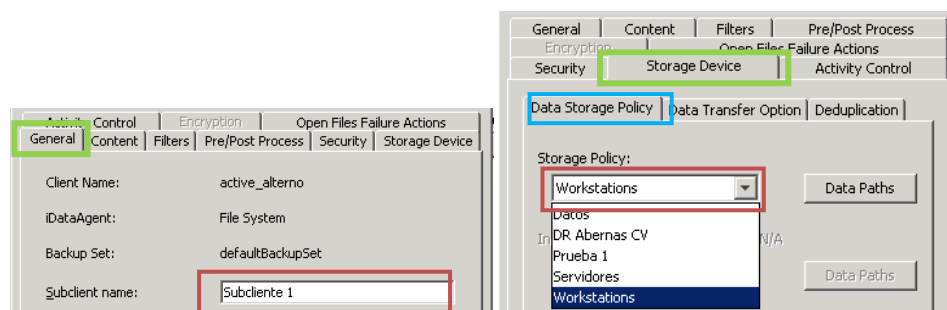 Activity Control Encryption Open Files Failure Actions
General Content Filters Pre/Post Process Security Storage Device
Client Name: active_alterno
iDataAgent: File System
Backup Set: defaultBackupSet
Subclient name: Subcliente 1
General Content Filters Pre/Post Process
Encryption Open Files Failure Actions
Security Storage Device Activity Control
Data Storage Policy Data Transfer Option Deduplication
Storage Policy:
Workstations Data Paths
Datos
In
DR Abernas CV N/A
Prueba 1
Servidores Data Paths
Workstations